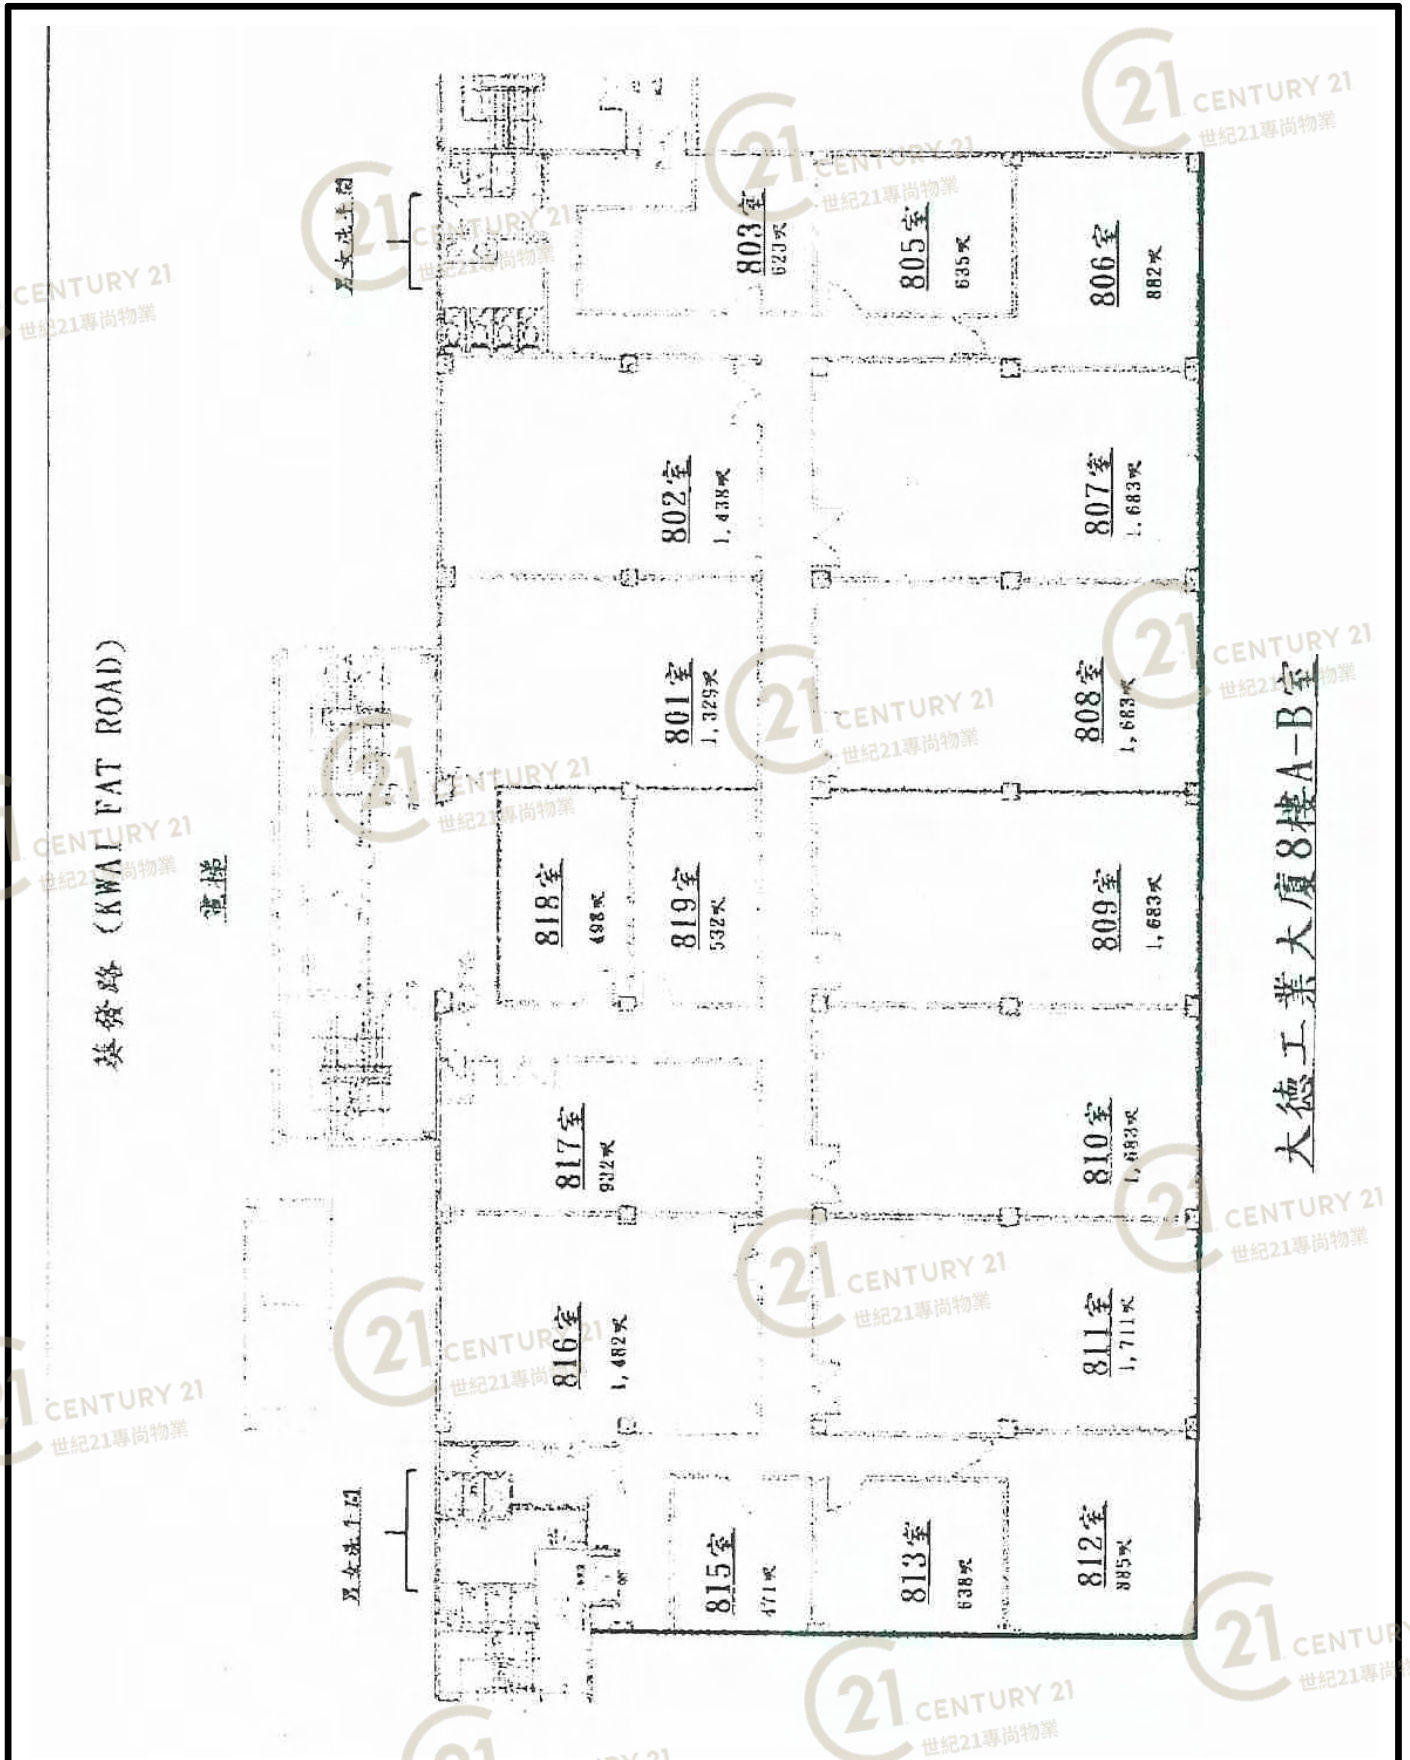 葵發路 (KWAI FAT ROAD)
電梯
男女洗手間
男女洗手間
816室
1,482呎
817室
932呎
818室
498呎
819室
532呎
801室
1,329呎
802室
1,438呎
803室
623呎
815室
471呎
813室
638呎
805室
635呎
812室
885呎
811室
1,711呎
810室
1,683呎
809室
1,683呎
808室
1,683呎
807室
1.683呎
806室
882呎
大德工業大廈8樓A-B室
21 CENTURY 21
世紀21專尚物業